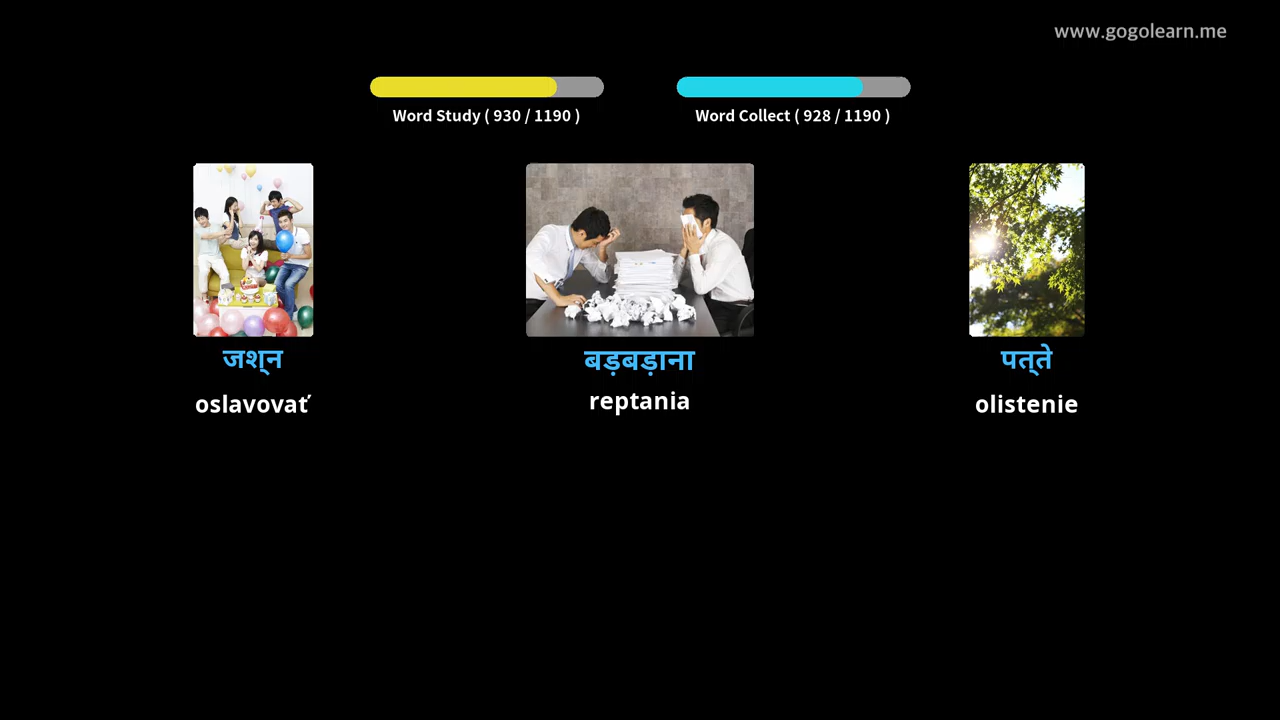 www.gogolearn.me
Word Study ( 930 / 1190 )
Word Collect ( 928 / 1190 )
जश्न
बड़बड़ाना
पत्ते
oslavovať
reptania
olistenie